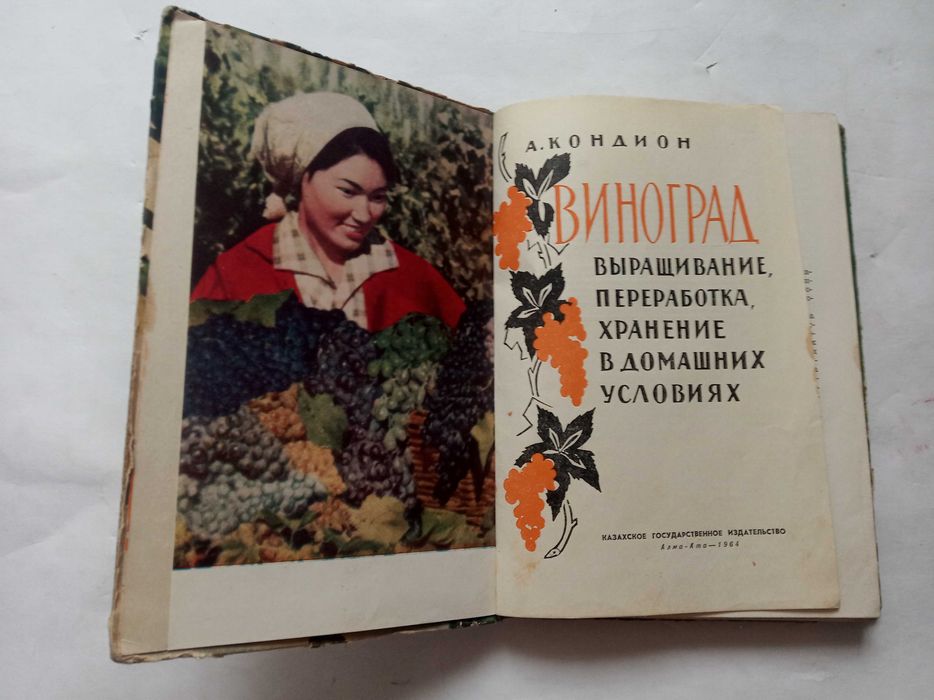 А. КОНДИОН
ВИНОГРАД
ВЫРАЩИВАНИЕ,
ПЕРЕРАБОТКА,
ХРАНЕНИЕ
В ДОМАШНИХ
УСЛОВИЯХ
КАЗАХСКОЕ ГОСУДАРСТВЕННОЕ ИЗДАТЕЛЬСТВО
Алма-Ата—1964